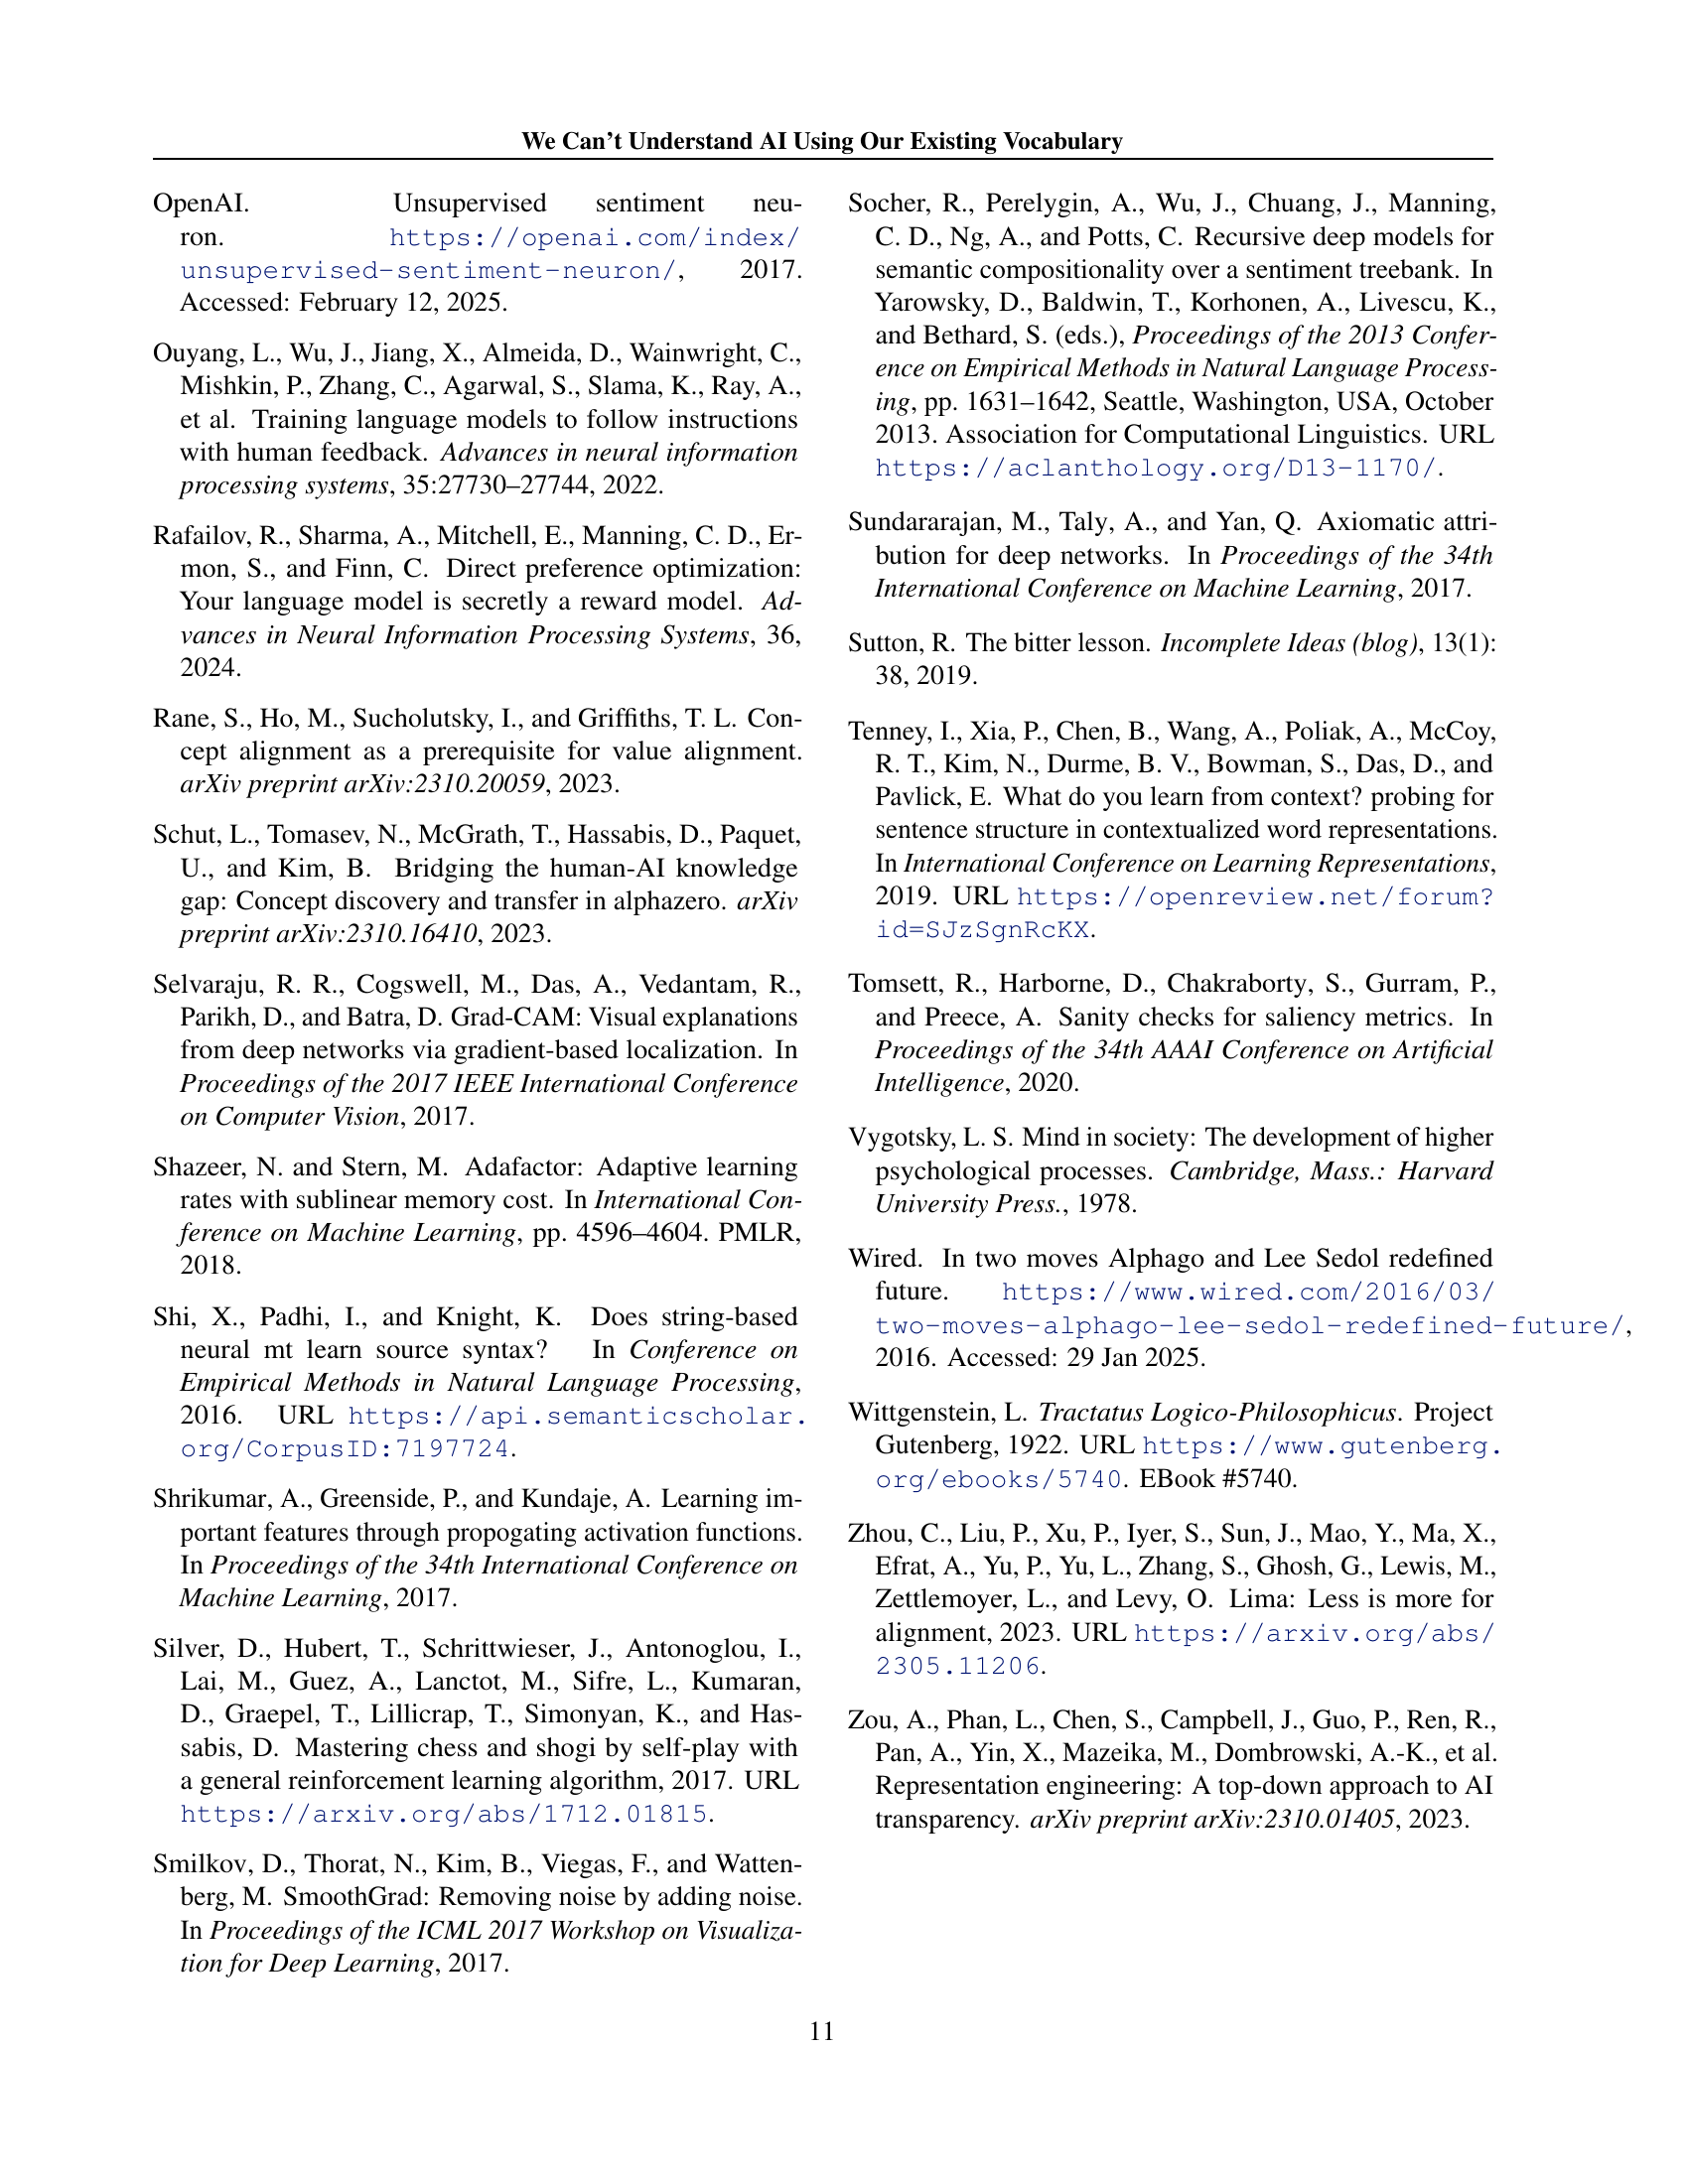 We Can't Understand AI Using Our Existing Vocabulary
OpenAI. Unsupervised sentiment neu-
ron. https://openai.com/index/
unsupervised-sentiment-neuron/, 2017.
Accessed: February 12, 2025.
Ouyang, L., Wu, J., Jiang, X., Almeida, D., Wainwright, C.,
Mishkin, P., Zhang, C., Agarwal, S., Slama, K., Ray, A.,
et al. Training language models to follow instructions
with human feedback. Advances in neural information
processing systems, 35:27730–27744, 2022.
Rafailov, R., Sharma, A., Mitchell, E., Manning, C. D., Er-
mon, S., and Finn, C. Direct preference optimization:
Your language model is secretly a reward model. Ad-
vances in Neural Information Processing Systems, 36,
2024.
Rane, S., Ho, M., Sucholutsky, I., and Griffiths, T. L. Con-
cept alignment as a prerequisite for value alignment.
arXiv preprint arXiv:2310.20059, 2023.
Schut, L., Tomasev, N., McGrath, T., Hassabis, D., Paquet,
U., and Kim, B. Bridging the human-AI knowledge
gap: Concept discovery and transfer in alphazero. arXiv
preprint arXiv:2310.16410, 2023.
Selvaraju, R. R., Cogswell, M., Das, A., Vedantam, R.,
Parikh, D., and Batra, D. Grad-CAM: Visual explanations
from deep networks via gradient-based localization. In
Proceedings of the 2017 IEEE International Conference
on Computer Vision, 2017.
Shazeer, N. and Stern, M. Adafactor: Adaptive learning
rates with sublinear memory cost. In International Con-
ference on Machine Learning, pp. 4596–4604. PMLR,
2018.
Shi, X., Padhi, I., and Knight, K. Does string-based
neural mt learn source syntax? In Conference on
Empirical Methods in Natural Language Processing,
2016. URL https://api.semanticscholar.
org/CorpusID:7197724.
Shrikumar, A., Greenside, P., and Kundaje, A. Learning im-
portant features through propogating activation functions.
In Proceedings of the 34th International Conference on
Machine Learning, 2017.
Silver, D., Hubert, T., Schrittwieser, J., Antonoglou, I.,
Lai, M., Guez, A., Lanctot, M., Sifre, L., Kumaran,
D., Graepel, T., Lillicrap, T., Simonyan, K., and Has-
sabis, D. Mastering chess and shogi by self-play with
a general reinforcement learning algorithm, 2017. URL
https://arxiv.org/abs/1712.01815.
Smilkov, D., Thorat, N., Kim, B., Viegas, F., and Watten-
berg, M. SmoothGrad: Removing noise by adding noise.
In Proceedings of the ICML 2017 Workshop on Visualiza-
tion for Deep Learning, 2017.
Socher, R., Perelygin, A., Wu, J., Chuang, J., Manning,
C. D., Ng, A., and Potts, C. Recursive deep models for
semantic compositionality over a sentiment treebank. In
Yarowsky, D., Baldwin, T., Korhonen, A., Livescu, K.,
and Bethard, S. (eds.), Proceedings of the 2013 Confer-
ence on Empirical Methods in Natural Language Process-
ing, pp. 1631–1642, Seattle, Washington, USA, October
2013. Association for Computational Linguistics. URL
https://aclanthology.org/D13-1170/.
Sundararajan, M., Taly, A., and Yan, Q. Axiomatic attri-
bution for deep networks. In Proceedings of the 34th
International Conference on Machine Learning, 2017.
Sutton, R. The bitter lesson. Incomplete Ideas (blog), 13(1):
38, 2019.
Tenney, I., Xia, P., Chen, B., Wang, A., Poliak, A., McCoy,
R. T., Kim, N., Durme, B. V., Bowman, S., Das, D., and
Pavlick, E. What do you learn from context? probing for
sentence structure in contextualized word representations.
In International Conference on Learning Representations,
2019. URL https://openreview.net/forum?
id=SJzSgnRcKX.
Tomsett, R., Harborne, D., Chakraborty, S., Gurram, P.,
and Preece, A. Sanity checks for saliency metrics. In
Proceedings of the 34th AAAI Conference on Artificial
Intelligence, 2020.
Vygotsky, L. S. Mind in society: The development of higher
psychological processes. Cambridge, Mass.: Harvard
University Press., 1978.
Wired. In two moves Alphago and Lee Sedol redefined
future. https://www.wired.com/2016/03/
two-moves-alphago-lee-sedol-redefined-future/,
2016. Accessed: 29 Jan 2025.
Wittgenstein, L. Tractatus Logico-Philosophicus. Project
Gutenberg, 1922. URL https://www.gutenberg.
org/ebooks/5740. EBook #5740.
Zhou, C., Liu, P., Xu, P., Iyer, S., Sun, J., Mao, Y., Ma, X.,
Efrat, A., Yu, P., Yu, L., Zhang, S., Ghosh, G., Lewis, M.,
Zettlemoyer, L., and Levy, O. Lima: Less is more for
alignment, 2023. URL https://arxiv.org/abs/
2305.11206.
Zou, A., Phan, L., Chen, S., Campbell, J., Guo, P., Ren, R.,
Pan, A., Yin, X., Mazeika, M., Dombrowski, A.-K., et al.
Representation engineering: A top-down approach to AI
transparency. arXiv preprint arXiv:2310.01405, 2023.
11